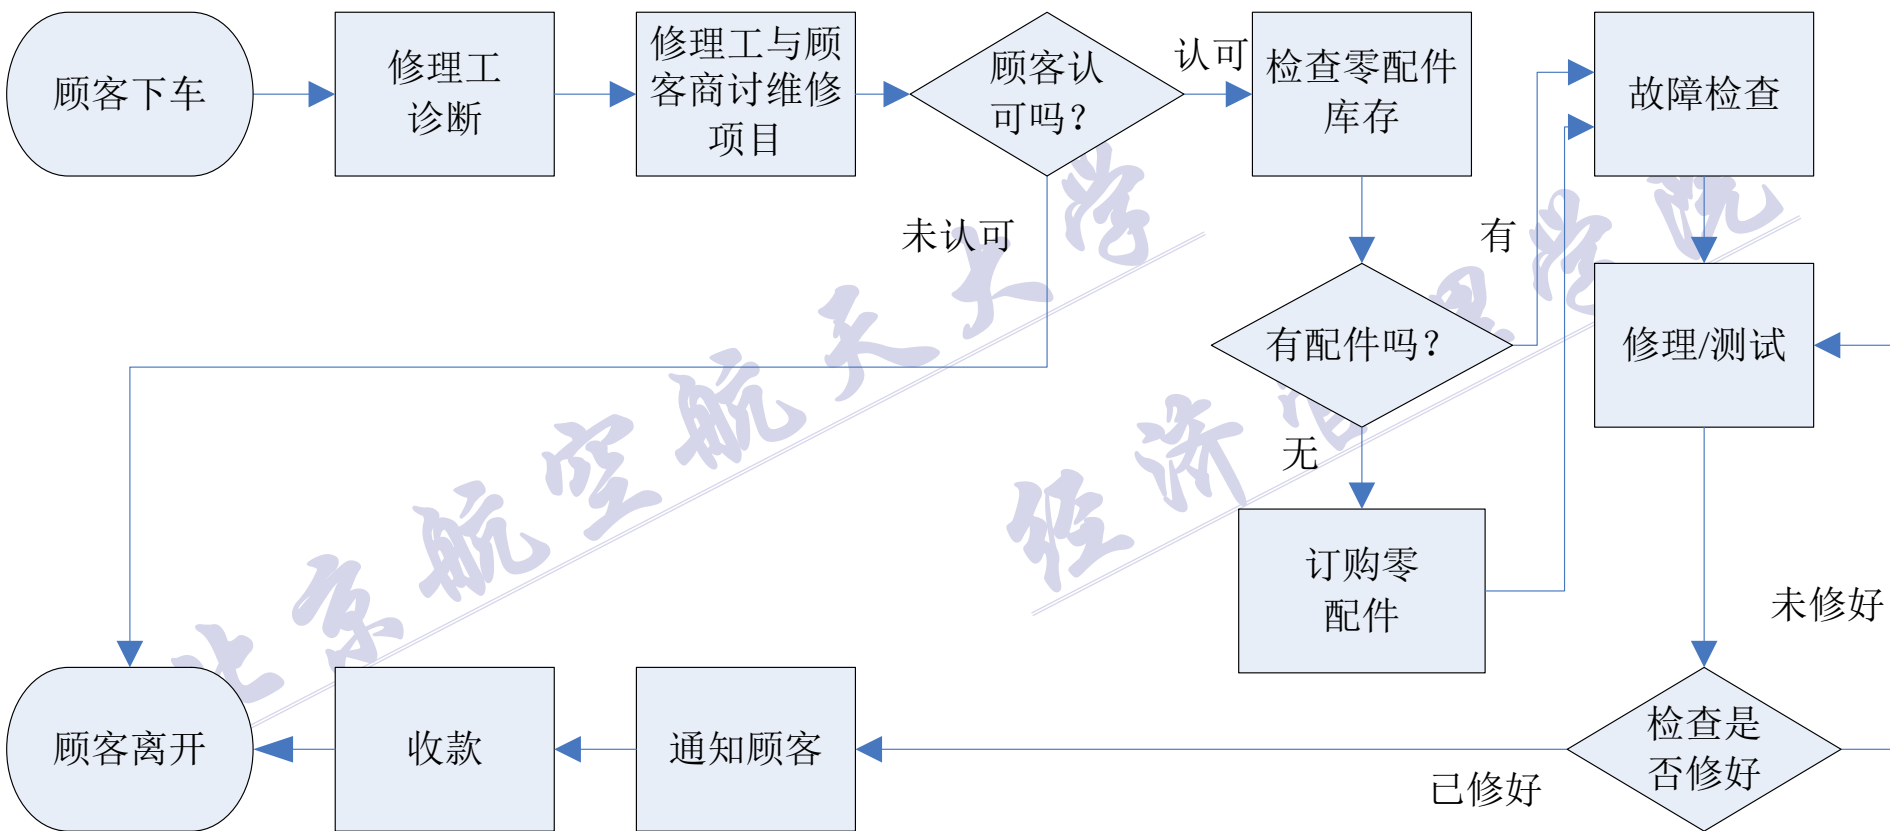 顾客下车
修理工
诊断
修理工与顾
客商讨维修
项目
顾客认
可吗？
认可
检查零配件
库存
故障检查
未认可
有
有配件吗？
修理/测试
无
订购零
配件
未修好
顾客离开
收款
通知顾客
已修好
检查是
否修好
北京航空航天大学
经济管理学院